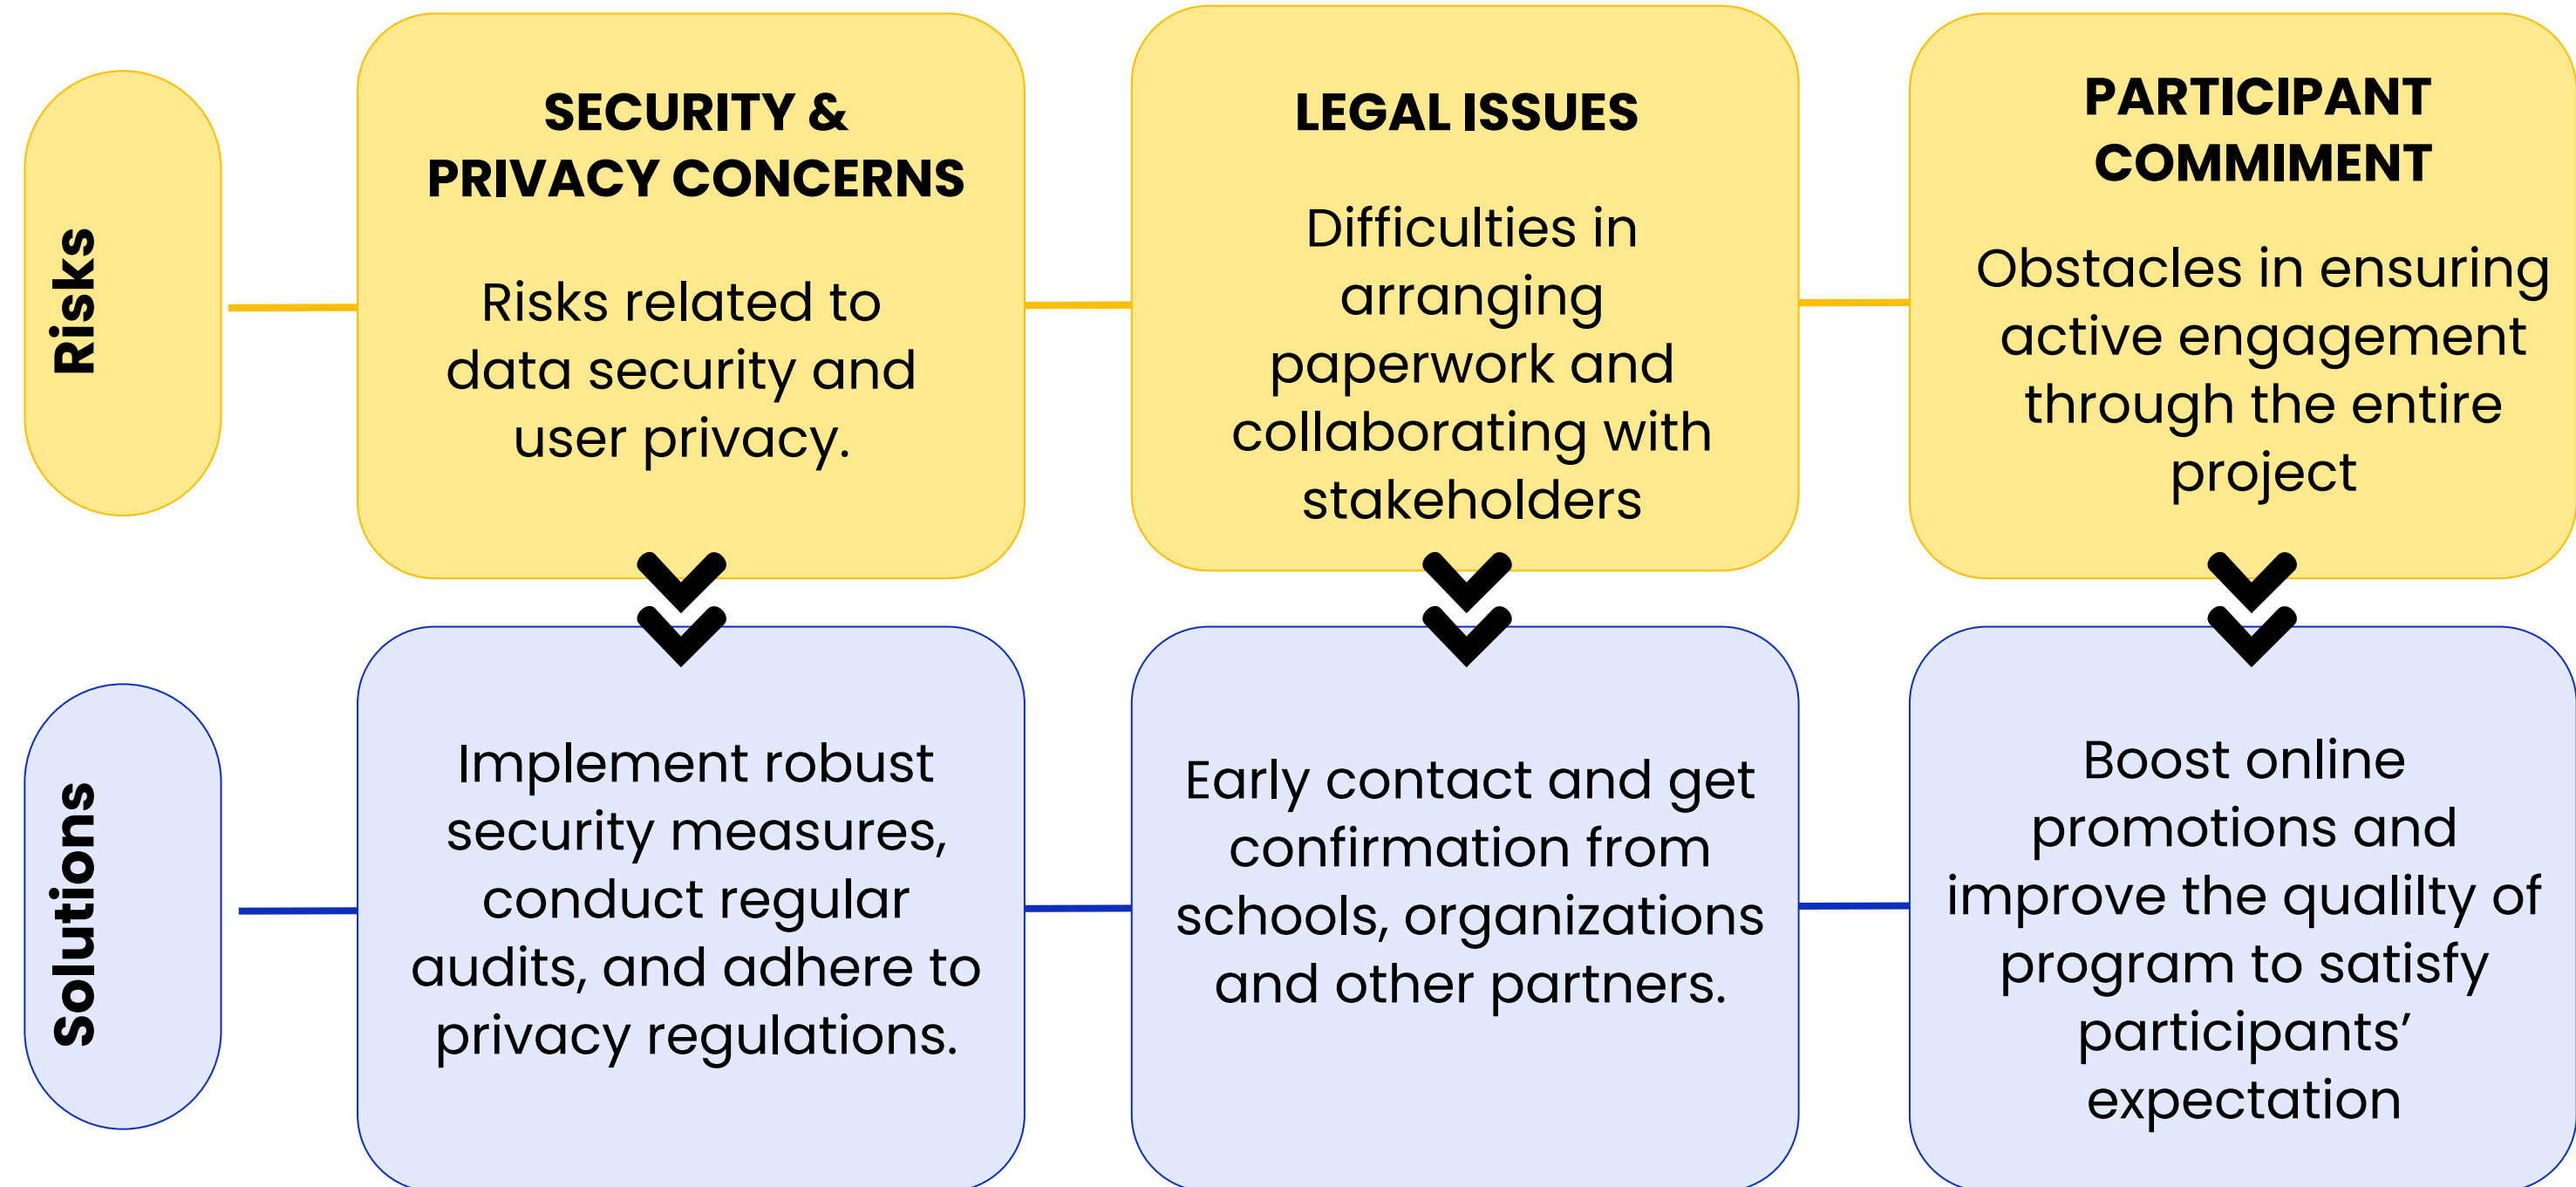 Risks
SECURITY &
PRIVACY CONCERNS
Risks related to
data security and
user privacy.
LEGAL ISSUES
Difficulties in
arranging
paperwork and
collaborating with
stakeholders
PARTICIPANT
COMMIMENT
Obstacles in ensuring
active engagement
through the entire
project
Solutions
Implement robust
security measures,
conduct regular
audits, and adhere to
privacy regulations.
Early contact and get
confirmation from
schools, organizations
and other partners.
Boost online
promotions and
improve the qualilty of
program to satisfy
participants’
expectation